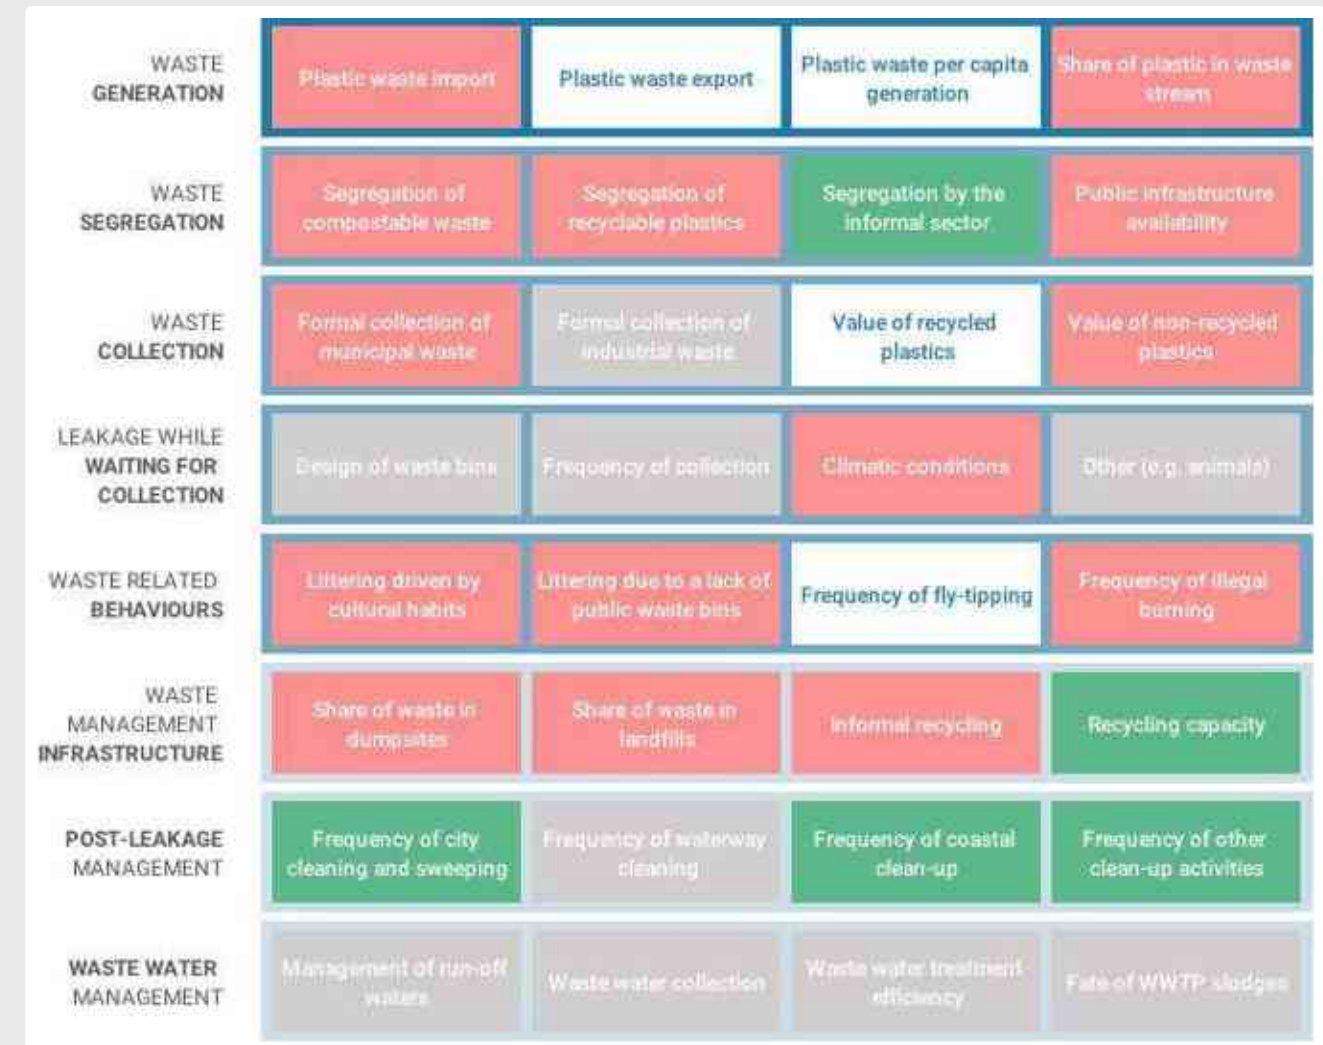 WASTE
GENERATION
Plastic waste import
Plastic waste export
Plastic waste per capita
generation
Share of plastic in waste
stream
WASTE
SEGREGATION
Segregation of
compostable waste
Segregation of
recyclable plastics
Segregation by the
informal sector
Public infrastructure
availability
WASTE
COLLECTION
Formal collection of
municipal waste
Formal collection of
industrial waste
Value of recycled
plastics
Value of non-recycled
plastics
LEAKAGE WHILE
WAITING FOR
COLLECTION
Design of waste bins
Frequency of collection
Climatic conditions
Other (e.g. animals)
WASTE RELATED
BEHAVIOURS
Littering driven by
cultural habits
Littering due to a lack of
public waste bins
Frequency of fly-tipping
Frequency of illegal
burning
WASTE
MANAGEMENT
INFRASTRUCTURE
Share of waste in
dumpsites
Share of waste in
landfills
Informal recycling
Recycling capacity
POST-LEAKAGE
MANAGEMENT
Frequency of city
cleaning and sweeping
Frequency of waterway
cleaning
Frequency of coastal
clean-up
Frequency of other
clean-up activities
WASTE WATER
MANAGEMENT
Management of run-off
waters
Waste water collection
Waste water treatment
efficiency
Fate of WWTP sludges